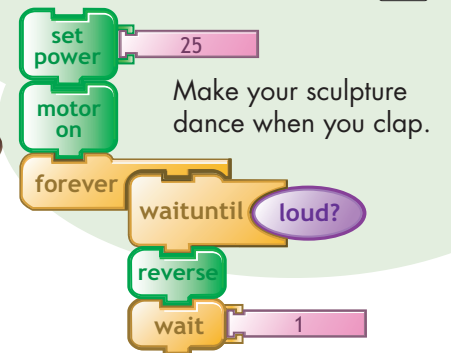 set
power
25
Make your sculpture
dance when you clap.
motor
on
forever
waituntil
loud?
reverse
wait
1